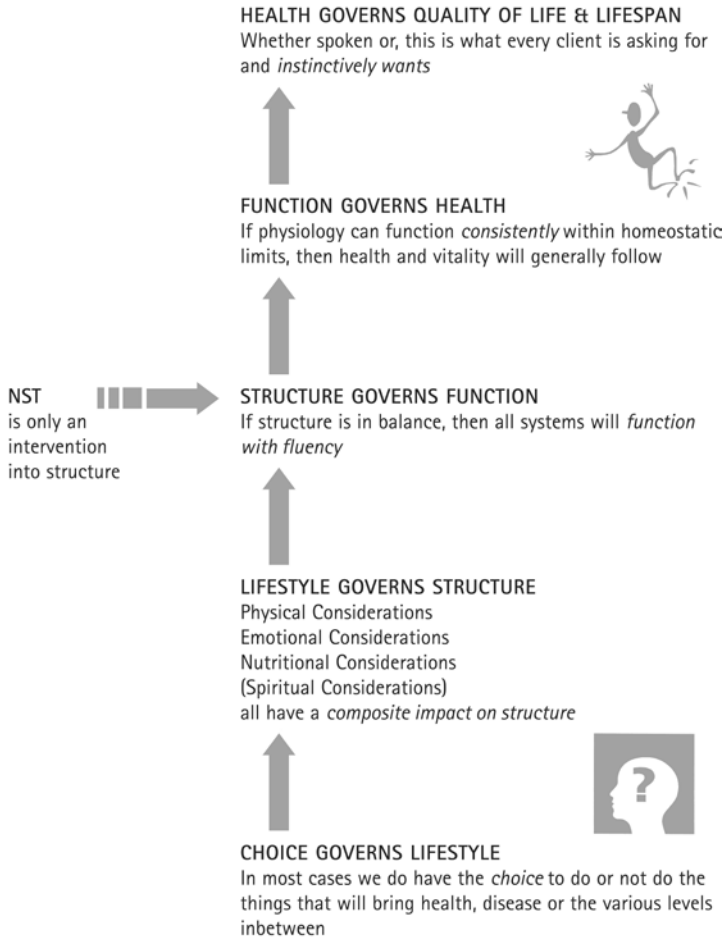 HEALTH GOVERNS QUALITY OF LIFE & LIFESPAN
Whether spoken or, this is what every client is asking for
and instinctively wants
FUNCTION GOVERNS HEALTH
If physiology can function consistently within homeostatic
limits, then health and vitality will generally follow
NST
is only an
intervention
into structure
STRUCTURE GOVERNS FUNCTION
If structure is in balance, then all systems will function
with fluency
LIFESTYLE GOVERNS STRUCTURE
Physical Considerations
Emotional Considerations
Nutritional Considerations
(Spiritual Considerations)
all have a composite impact on structure
?
CHOICE GOVERNS LIFESTYLE
In most cases we do have the choice to do or not do the
things that will bring health, disease or the various levels
inbetween